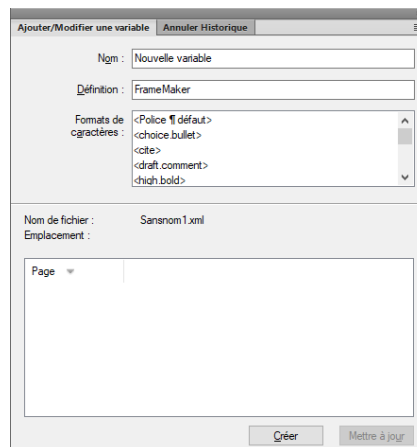 Ajouter/Modifier une variable Annuler Historique
Nom : Nouvelle variable
Définition : FrameMaker
Formats de caractères : <Police ¶ défaut>
<choice.bullet>
<cite>
<draft.comment>
<high.bold>
Nom de fichier : Sansnom1.xml
Emplacement :
Page
Créer Mettre à jour